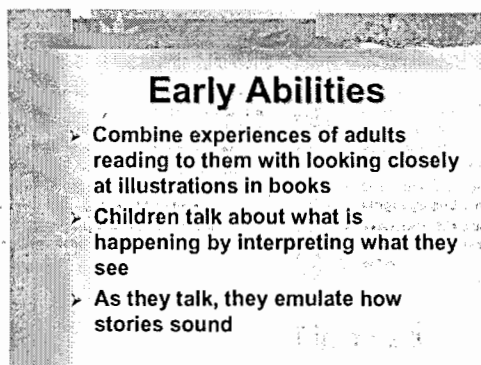 Early Abilities
➢ Combine experiences of adults
reading to them with looking closely
at illustrations in books
➢ Children talk about what is
happening by interpreting what they
see
➢ As they talk, they emulate how
stories sound